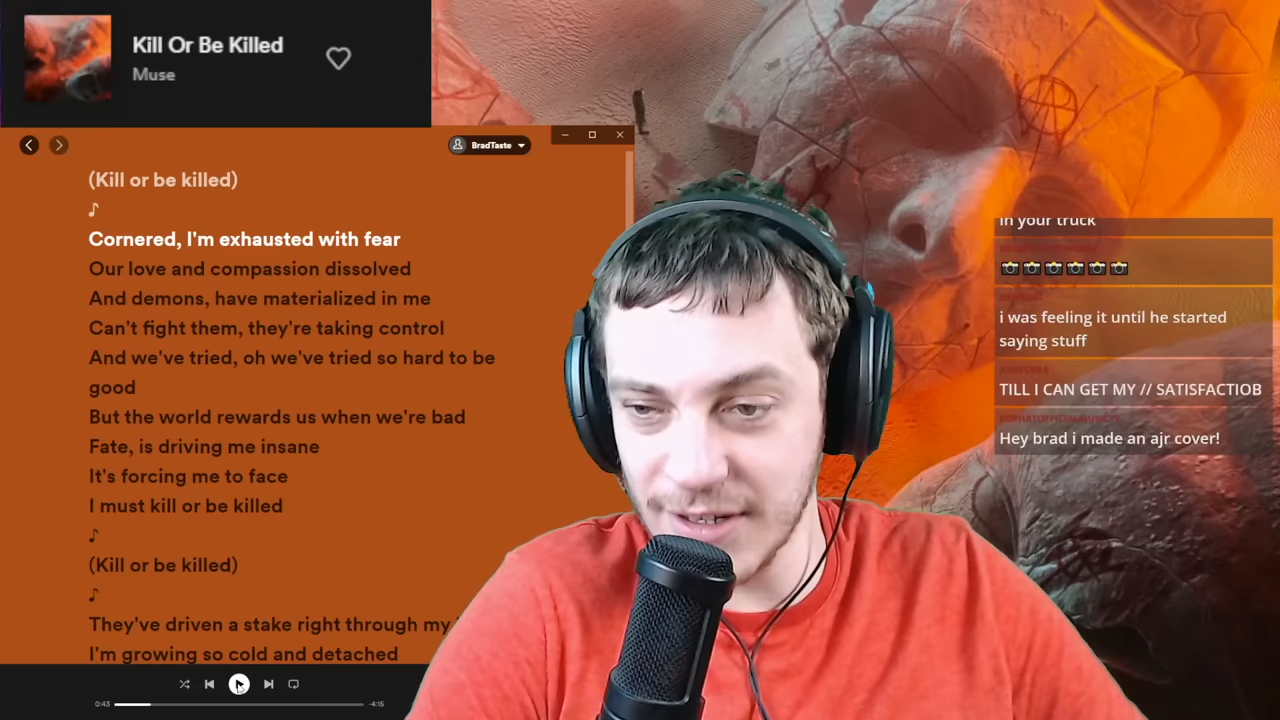 Kill Or Be Killed
Muse
BradTaste
(Kill or be killed)
♪
Cornered, I'm exhausted with fear
Our love and compassion dissolved
And demons, have materialized in me
Can't fight them, they're taking control
And we've tried, oh we've tried so hard to be
good
But the world rewards us when we're bad
Fate, is driving me insane
It's forcing me to face
I must kill or be killed
♪
(Kill or be killed)
♪
They've driven a stake right through my
I'm growing so cold and detached
0:43
-4:15
in your truck
i was feeling it until he started
saying stuff
TILL I CAN GET MY // SATISFACTIOB
Hey brad i made an ajr cover!